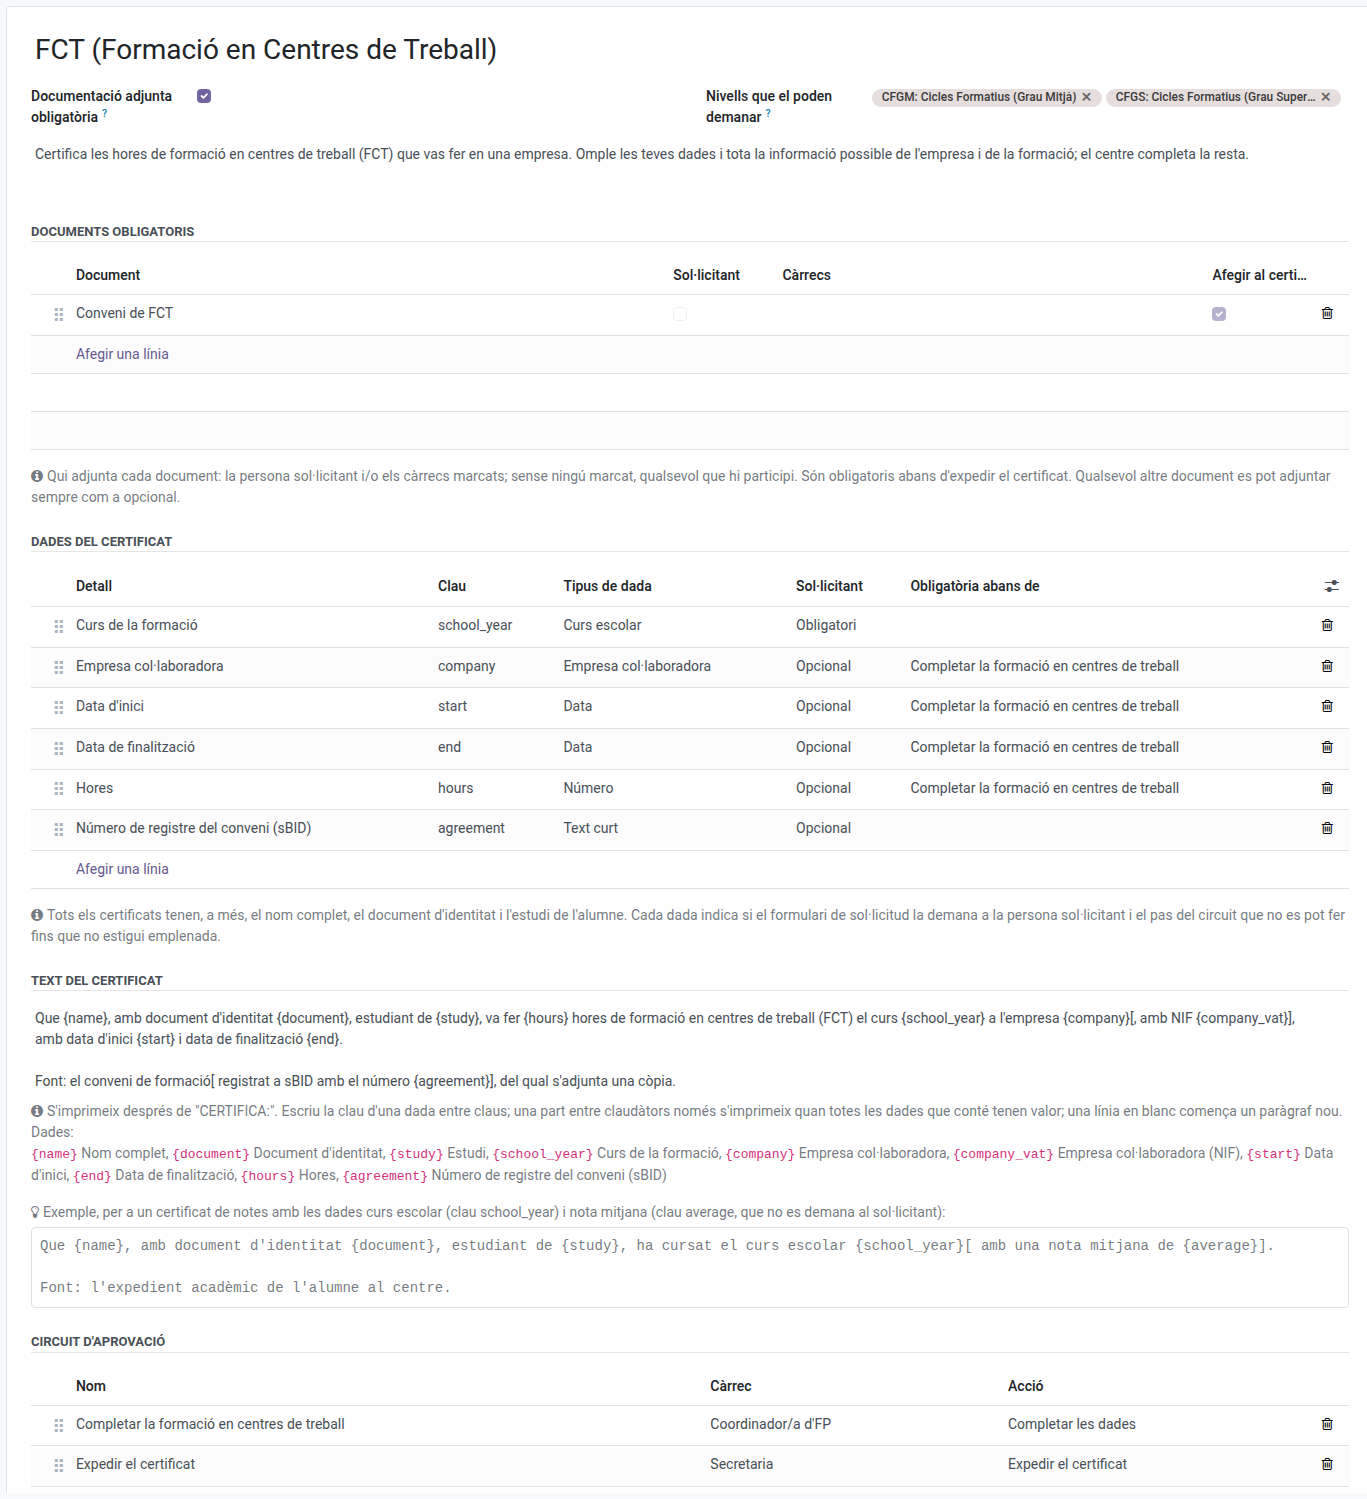 FCT (Formació en Centres de Treball)
Documentació adjunta obligatòria ?
Nivells que el poden demanar ?
CFGM: Cicles Formatius (Grau Mitjà) ✕
CFGS: Cicles Formatius (Grau Super... ✕
Certifica les hores de formació en centres de treball (FCT) que vas fer en una empresa. Omple les teves dades i tota la informació possible de l'empresa i de la formació; el centre completa la resta.
DOCUMENTS OBLIGATORIS
Document Sol·licitant Càrrecs Afegir al certi...
Conveni de FCT
Afegir una línia
Qui adjunta cada document: la persona sol·licitant i/o els càrrecs marcats; sense ningú marcat, qualsevol que hi participi. Són obligatoris abans d'expedir el certificat. Qualsevol altre document es pot adjuntar
sempre com a opcional.
DADES DEL CERTIFICAT
Detall Clau Tipus de dada Sol·licitant Obligatòria abans de
Curs de la formació school_year Curs escolar Obligatori
Empresa col·laboradora company Empresa col·laboradora Opcional Completar la formació en centres de treball
Data d'inici start Data Opcional Completar la formació en centres de treball
Data de finalització end Data Opcional Completar la formació en centres de treball
Hores hours Número Opcional Completar la formació en centres de treball
Número de registre del conveni (sBID) agreement Text curt Opcional
Afegir una línia
Tots els certificats tenen, a més, el nom complet, el document d'identitat i l'estudi de l'alumne. Cada dada indica si el formulari de sol·licitud la demana a la persona sol·licitant i el pas del circuit que no es pot fer
fins que no estigui emplenada.
TEXT DEL CERTIFICAT
Que {name}, amb document d'identitat {document}, estudiant de {study}, va fer {hours} hores de formació en centres de treball (FCT) el curs {school_year} a l'empresa {company}[, amb NIF {company_vat}],
amb data d'inici {start} i data de finalització {end}.
Font: el conveni de formació[ registrat a sBID amb el número {agreement}], del qual s'adjunta una còpia.
S'imprimeix després de "CERTIFICA:". Escriu la clau d'una dada entre claus; una part entre claudàtors només s'imprimeix quan totes les dades que conté tenen valor; una línia en blanc comença un paràgraf nou.
Dades:
{name} Nom complet, {document} Document d'identitat, {study} Estudi, {school_year} Curs de la formació, {company} Empresa col·laboradora, {company_vat} Empresa col·laboradora (NIF), {start} Data
d'inici, {end} Data de finalització, {hours} Hores, {agreement} Número de registre del conveni (sBID)
Exemple, per a un certificat de notes amb les dades curs escolar (clau school_year) i nota mitjana (clau average, que no es demana al sol·licitant):
Que {name}, amb document d'identitat {document}, estudiant de {study}, ha cursat el curs escolar {school_year}[ amb una nota mitjana de {average}].
Font: l'expedient acadèmic de l'alumne al centre.
CIRCUIT D'APROVACIÓ
Nom Càrrec Acció
Completar la formació en centres de treball Coordinador/a d'FP Completar les dades
Expedir el certificat Secretaria Expedir el certificat